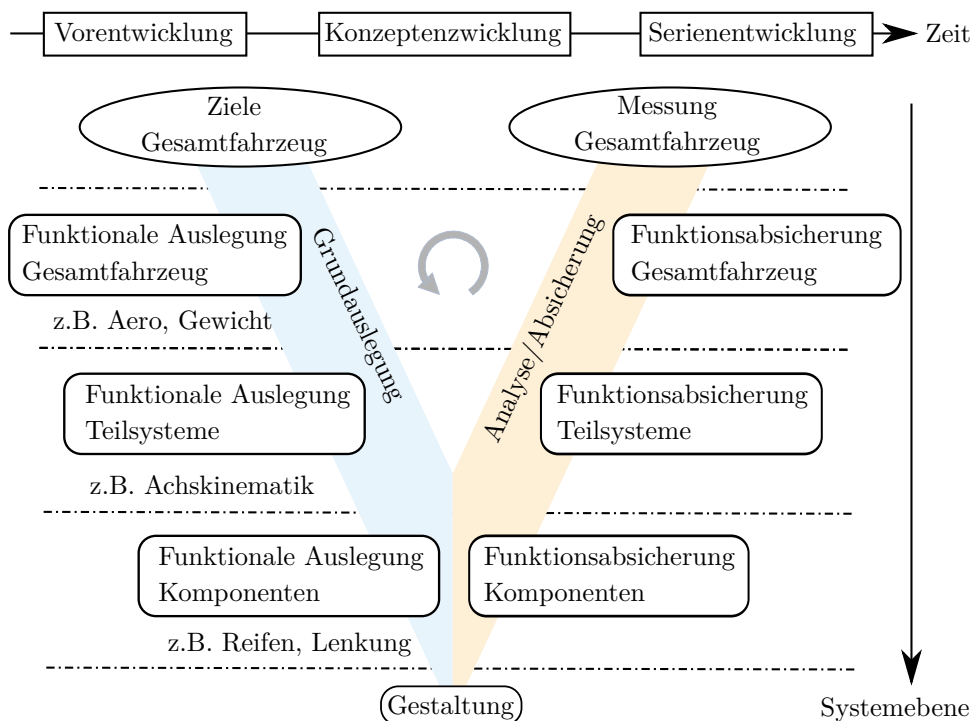 Vorentwicklung
Konzeptenzwicklung
Serienentwicklung
Zeit
Ziele
Gesamtfahrzeug
Messung
Gesamtfahrzeug
Funktionale Auslegung
Gesamtfahrzeug
z.B. Aero, Gewicht
Grundauslegung
Analyse/Absicherung
Funktionsabsicherung
Gesamtfahrzeug
Funktionale Auslegung
Teilsysteme
z.B. Achskinematik
Funktionsabsicherung
Teilsysteme
Funktionale Auslegung
Komponenten
z.B. Reifen, Lenkung
Funktionsabsicherung
Komponenten
Gestaltung
Systemebene